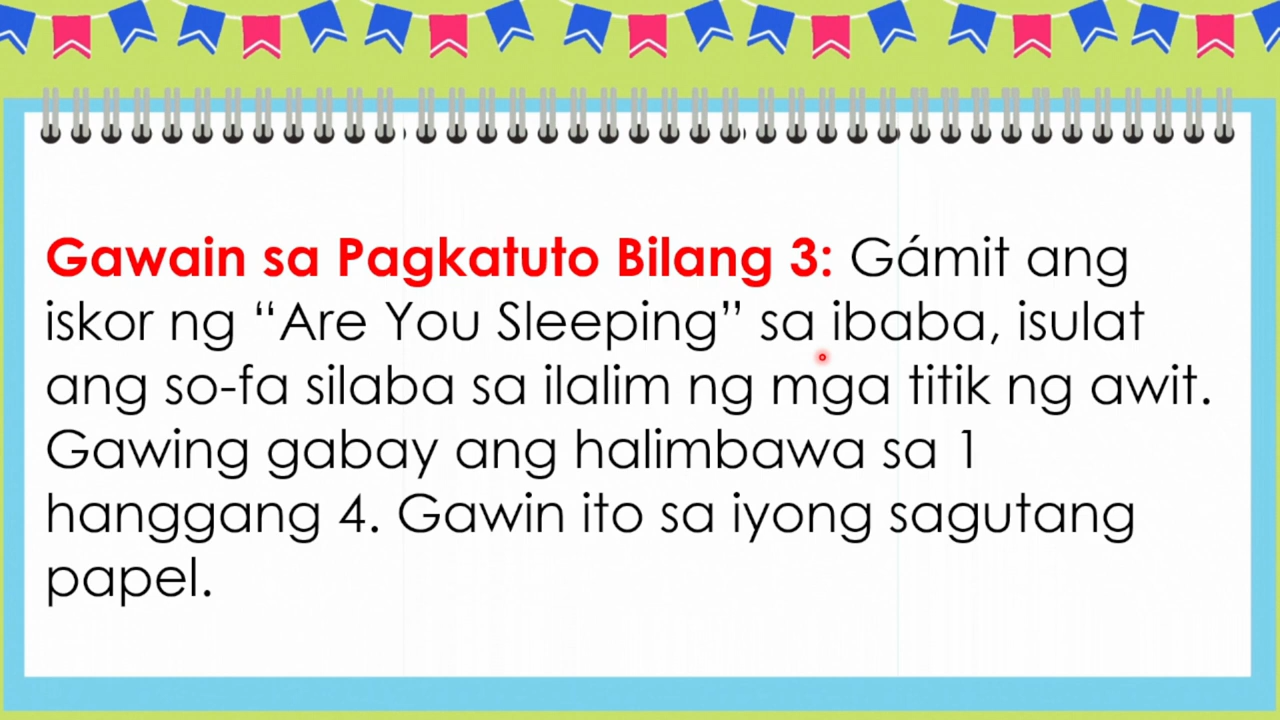 Gawain sa Pagkatuto Bilang 3: Gámit ang
iskor ng “Are You Sleeping” sa ibaba, isulat
ang so-fa silaba sa ilalim ng mga titik ng awit.
Gawing gabay ang halimbawa sa 1
hanggang 4. Gawin ito sa iyong sagutang
papel.